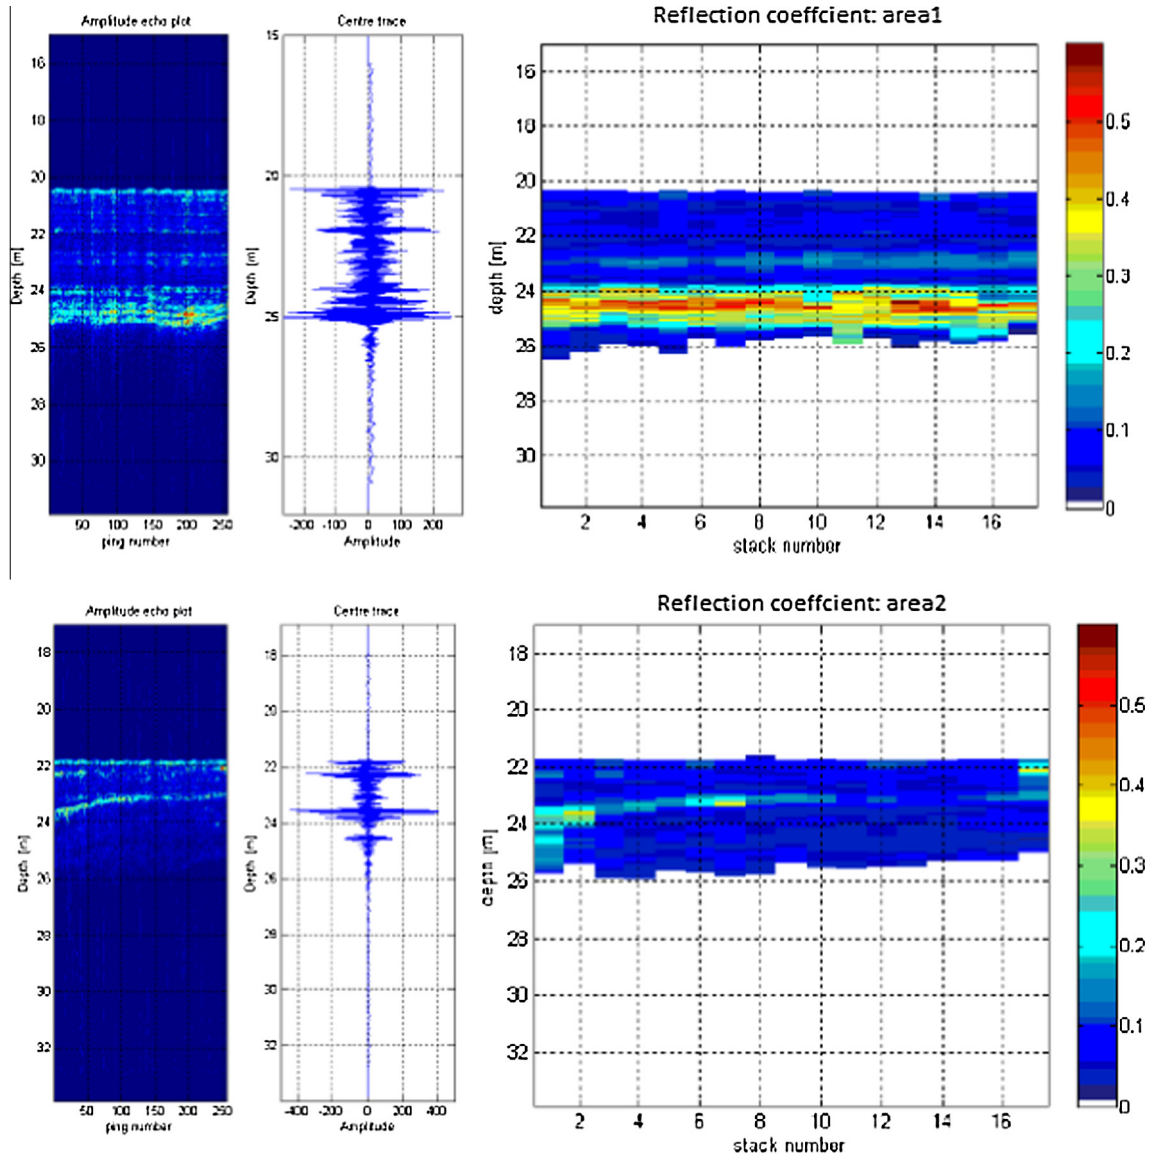 Amplitude echo plot
Centre trace
Reflection coeffcient: area1
16
18
20
22
24
26
28
30
Depth [m]
50 100 150 200 250
ping number
15
20
25
30
Depth [m]
-200 -100 0 100 200
Amplitude
16
18
20
22
24
26
28
30
depth [m]
2 4 6 8 10 12 14 16
stack number
0.5
0.4
0.3
0.2
0.1
0
Amplitude echo plot
Centre trace
Reflection coeffcient: area2
18
20
22
24
26
28
30
32
Depth [m]
50 100 150 200 250
ping number
18
20
22
24
26
28
30
32
Depth [m]
-400 -200 0 200 400
Amplitude
18
20
22
24
26
28
30
32
depth [m]
2 4 6 8 10 12 14 16
stack number
0.5
0.4
0.3
0.2
0.1
0